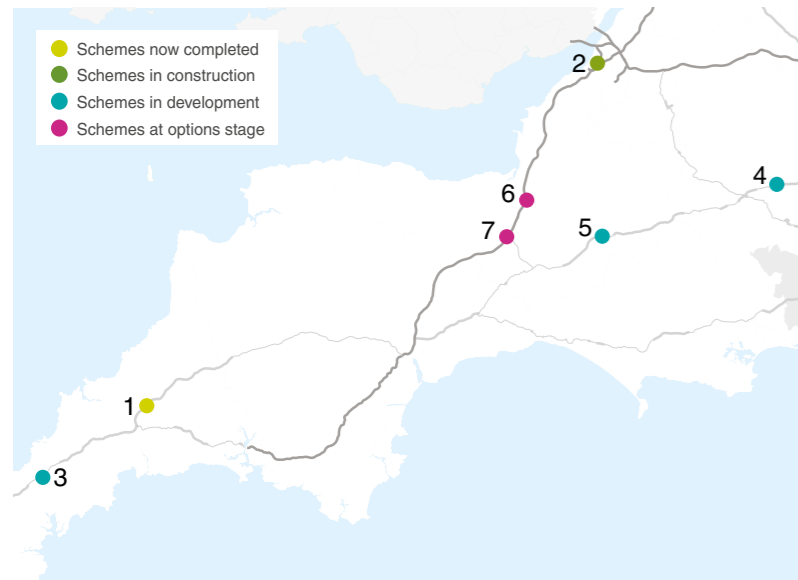 Schemes now completed
Schemes in construction
Schemes in development
Schemes at options stage
2
4
6
5
7
1
3